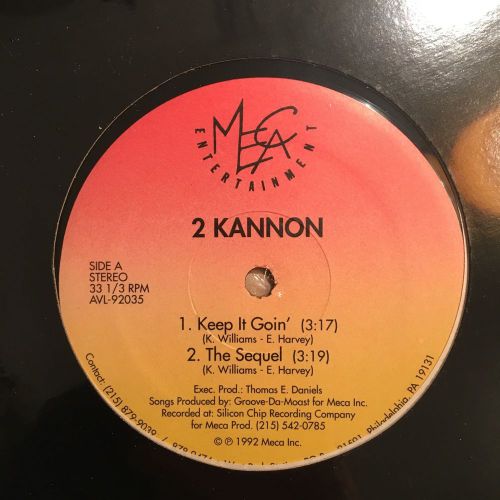 MECA
ENTERTAINMENT
2 KANNON
SIDE A
STEREO
33 1/3 RPM
AVL-92035
1. Keep It Goin' (3:17)
(K. Williams - E. Harvey)
2. The Sequel (3:19)
(K. Williams - E. Harvey)
Exec. Prod.: Thomas E. Daniels
Songs Produced by: Groove-Da-Moast for Meca Inc.
Recorded at: Silicon Chip Recording Company
for Meca Prod. (215) 542-0785
© ℗ 1992 Meca Inc.
Contact: (215) 879-9039 / Philadelahia, PA 19131